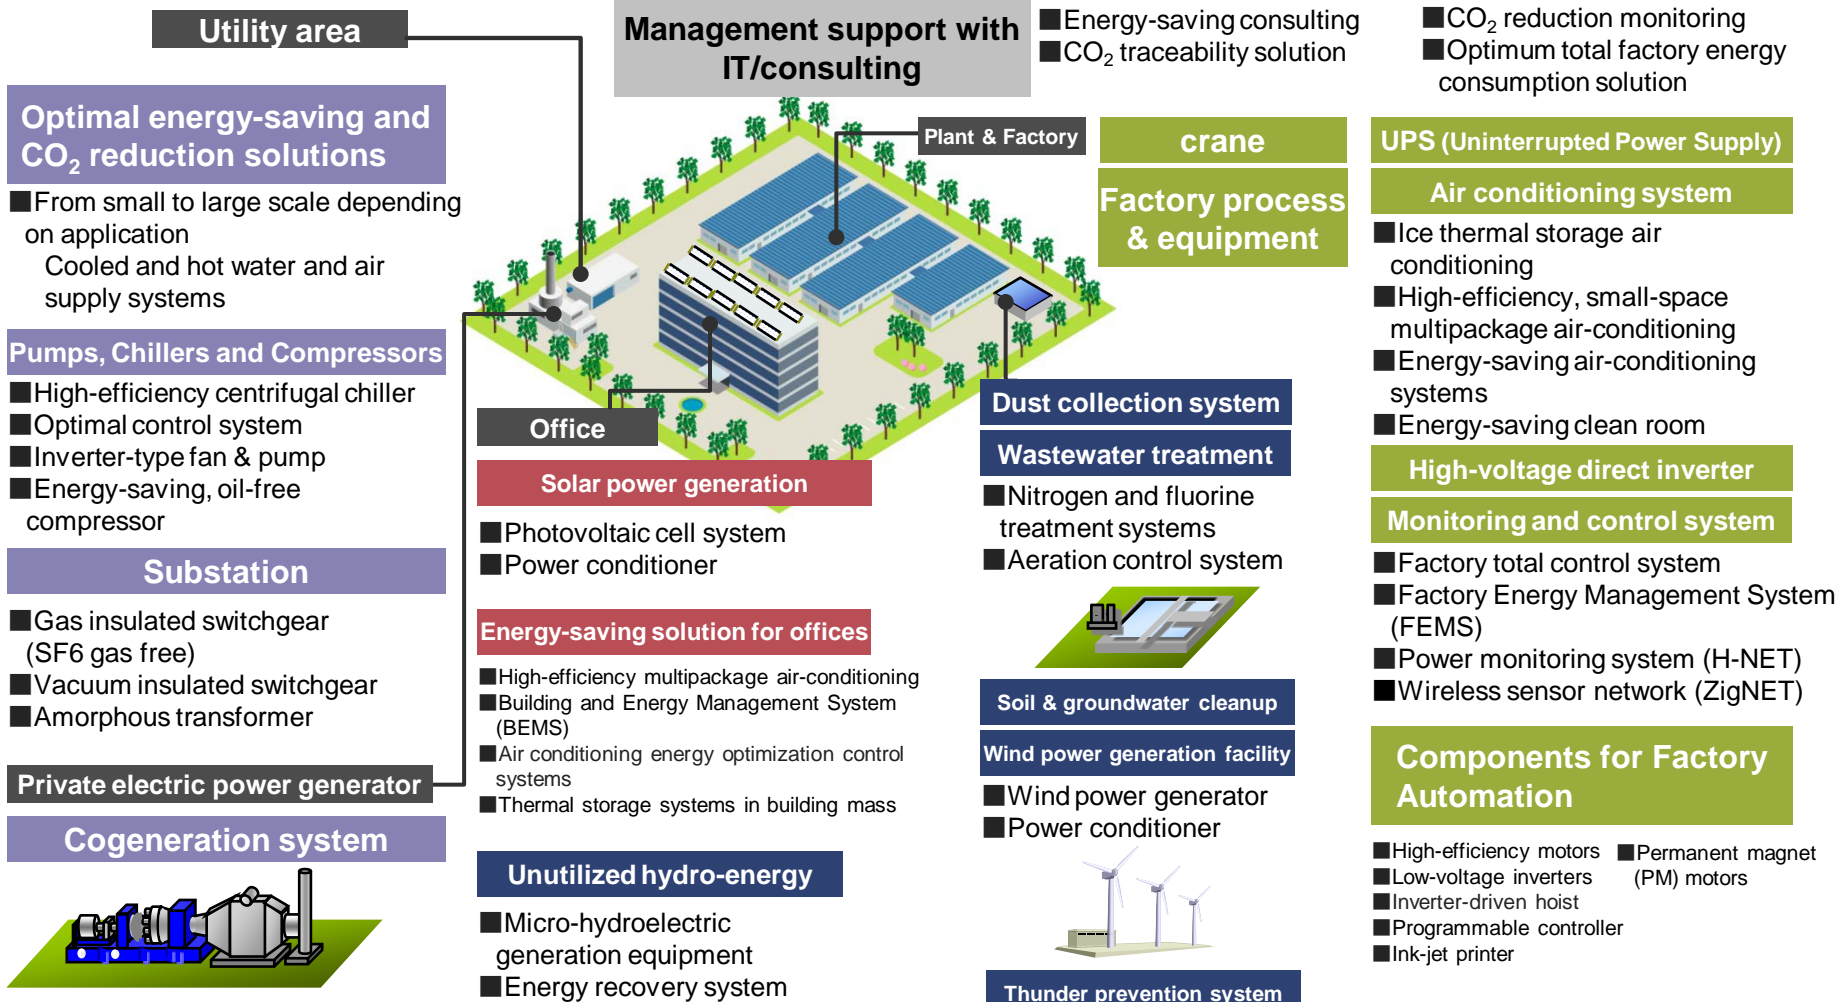 Utility area
Management support with
IT/consulting
■Energy-saving consulting
■CO₂ traceability solution
■CO₂ reduction monitoring
■Optimum total factory energy
consumption solution
Optimal energy-saving and
CO₂ reduction solutions
■From small to large scale depending
on application
Cooled and hot water and air
supply systems
Pumps, Chillers and Compressors
■High-efficiency centrifugal chiller
■Optimal control system
■Inverter-type fan & pump
■Energy-saving, oil-free
compressor
Substation
■Gas insulated switchgear
(SF6 gas free)
■Vacuum insulated switchgear
■Amorphous transformer
Private electric power generator
Cogeneration system
Plant & Factory
Office
Solar power generation
■Photovoltaic cell system
■Power conditioner
Energy-saving solution for offices
■High-efficiency multipackage air-conditioning
■Building and Energy Management System
(BEMS)
■Air conditioning energy optimization control
systems
■Thermal storage systems in building mass
Unutilized hydro-energy
■Micro-hydroelectric
generation equipment
■Energy recovery system
crane
Factory process
& equipment
Dust collection system
Wastewater treatment
■Nitrogen and fluorine
treatment systems
■Aeration control system
Soil & groundwater cleanup
Wind power generation facility
■Wind power generator
■Power conditioner
Thunder prevention system
UPS (Uninterrupted Power Supply)
Air conditioning system
■Ice thermal storage air
conditioning
■High-efficiency, small-space
multipackage air-conditioning
■Energy-saving air-conditioning
systems
■Energy-saving clean room
High-voltage direct inverter
Monitoring and control system
■Factory total control system
■Factory Energy Management System
(FEMS)
■Power monitoring system (H-NET)
■Wireless sensor network (ZigNET)
Components for Factory
Automation
■High-efficiency motors
■Low-voltage inverters
■Inverter-driven hoist
■Programmable controller
■Ink-jet printer
■Permanent magnet
(PM) motors